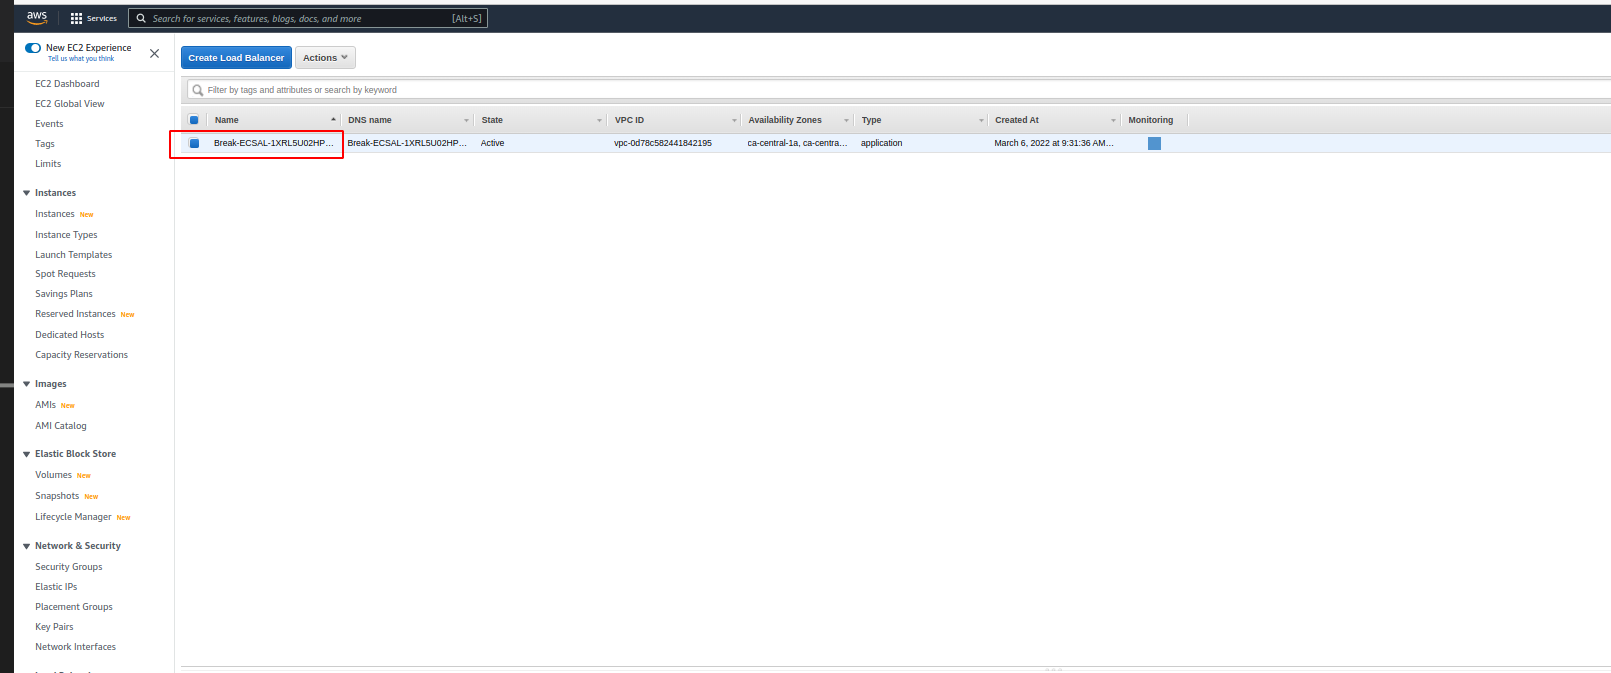 aws Services Search for services, features, blogs, docs, and more [Alt+S]
New EC2 Experience
Tell us what you think
EC2 Dashboard
EC2 Global View
Events
Tags
Limits
Instances
Instances New
Instance Types
Launch Templates
Spot Requests
Savings Plans
Reserved Instances New
Dedicated Hosts
Capacity Reservations
Images
AMIs New
AMI Catalog
Elastic Block Store
Volumes New
Snapshots New
Lifecycle Manager New
Network & Security
Security Groups
Elastic IPs
Placement Groups
Key Pairs
Network Interfaces
Create Load Balancer Actions
Filter by tags and attributes or search by keyword
Name DNS name State VPC ID Availability Zones Type Created At Monitoring
Break-ECSAL-1XRL5U02HP... Break-ECSAL-1XRL5U02HP... Active vpc-0d78c582441842195 ca-central-1a, ca-centra... application March 6, 2022 at 9:31:36 AM...